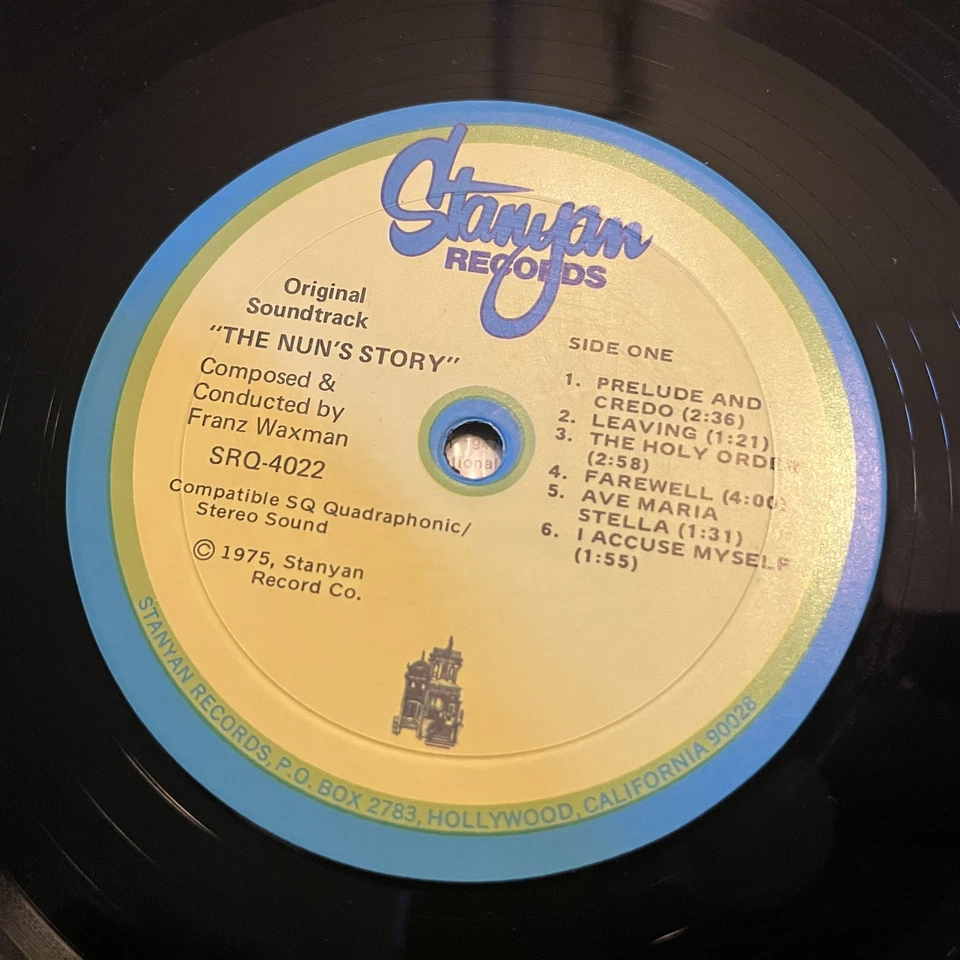 Stanyan
RECORDS
Original
Soundtrack
"THE NUN'S STORY"
Composed &
Conducted by
Franz Waxman
SRQ-4022
Compatible SQ Quadraphonic/
Stereo Sound
© 1975, Stanyan
Record Co.
SIDE ONE
1. PRELUDE AND
CREDO (2:36)
2. LEAVING (1:21)
3. THE HOLY ORDER
(2:58)
4. FAREWELL (4:00)
5. AVE MARIA
STELLA (1:31)
6. I ACCUSE MYSELF
(1:55)
STANYAN RECORDS, P.O. BOX 2783, HOLLYWOOD, CALIFORNIA 90028